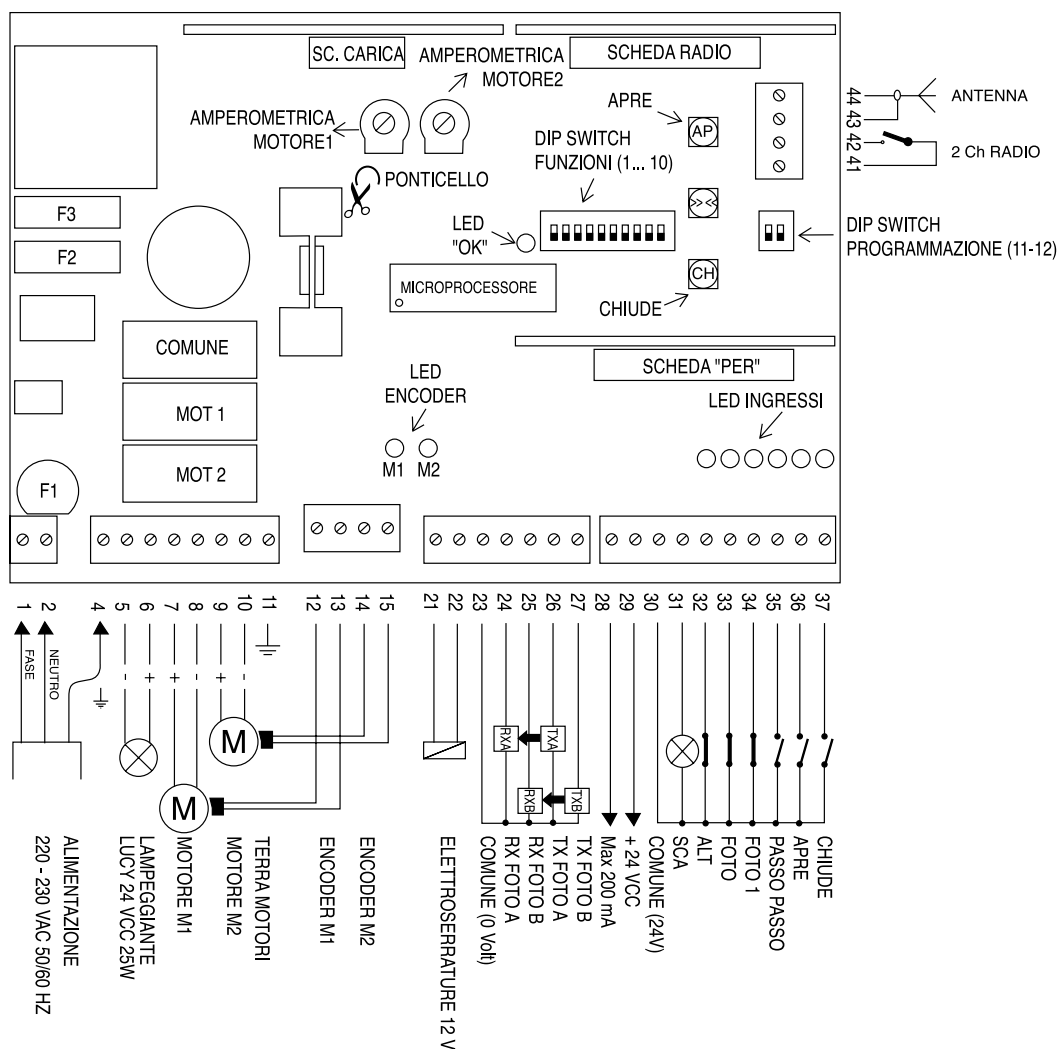 SC. CARICA
AMPEROMETRICA
MOTORE2
SCHEDA RADIO
AMPEROMETRICA
MOTORE1
APRE
AP
44
43
42
41
ANTENNA
2 Ch RADIO
DIP SWITCH
FUNZIONI (1... 10)
PONTICELLO
>> <<
F3
F2
LED
"OK"
DIP SWITCH
PROGRAMMAZIONE (11-12)
MICROPROCESSORE
CH
CHIUDE
COMUNE
SCHEDA "PER"
LED
ENCODER
MOT 1
LED INGRESSI
M1 M2
MOT 2
F1
1 2 4 5 6 7 8 9 10 11 12 13 14 15 21 22 23 24 25 26 27 28 29 30 31 32 33 34 35 36 37
FASE
NEUTRO
- + + - + -
M
M
RXA
TXA
RXB
TXB
ALIMENTAZIONE
220 - 230 VAC 50/60 HZ
LAMPEGGIANTE
LUCY 24 VCC 25W
MOTORE M1
MOTORE M2
TERRA MOTORI
ENCODER M1
ENCODER M2
ELETTROSERRATURE 12 V
COMUNE (0 Volt)
RX FOTO A
RX FOTO B
TX FOTO A
TX FOTO B
Max 200 mA
+ 24 VCC
COMUNE (24V)
SCA
ALT
FOTO
FOTO 1
PASSO PASSO
APRE
CHIUDE